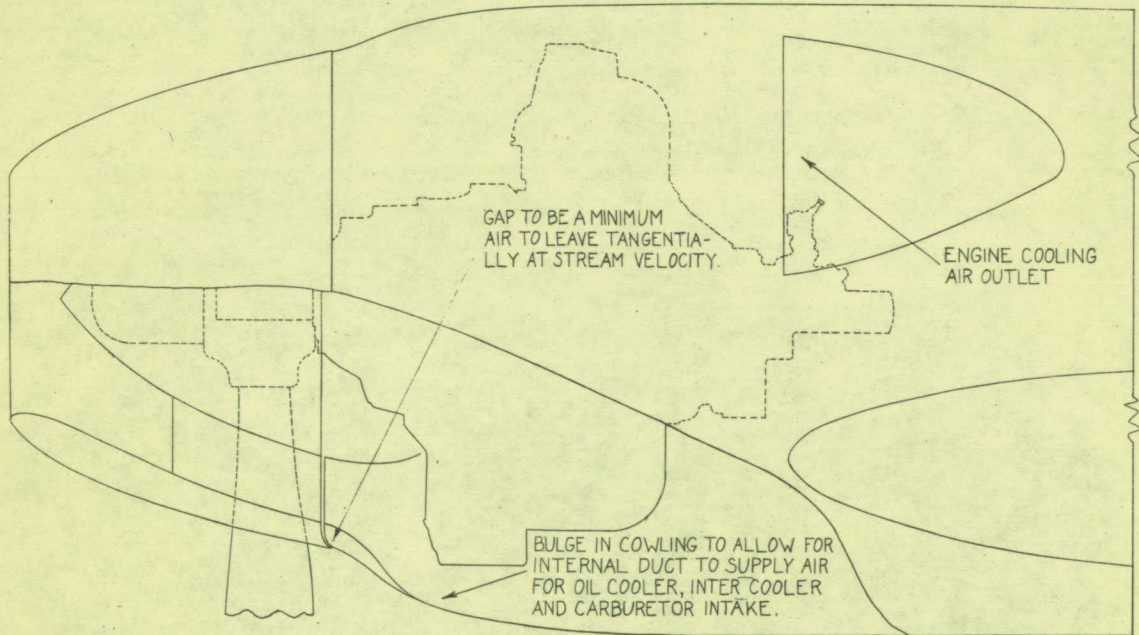 GAP TO BE A MINIMUM
AIR TO LEAVE TANGENTIA-
LLY AT STREAM VELOCITY.
ENGINE COOLING
AIR OUTLET
BULGE IN COWLING TO ALLOW FOR
INTERNAL DUCT TO SUPPLY AIR
FOR OIL COOLER, INTER COOLER
AND CARBURETOR INTAKE.